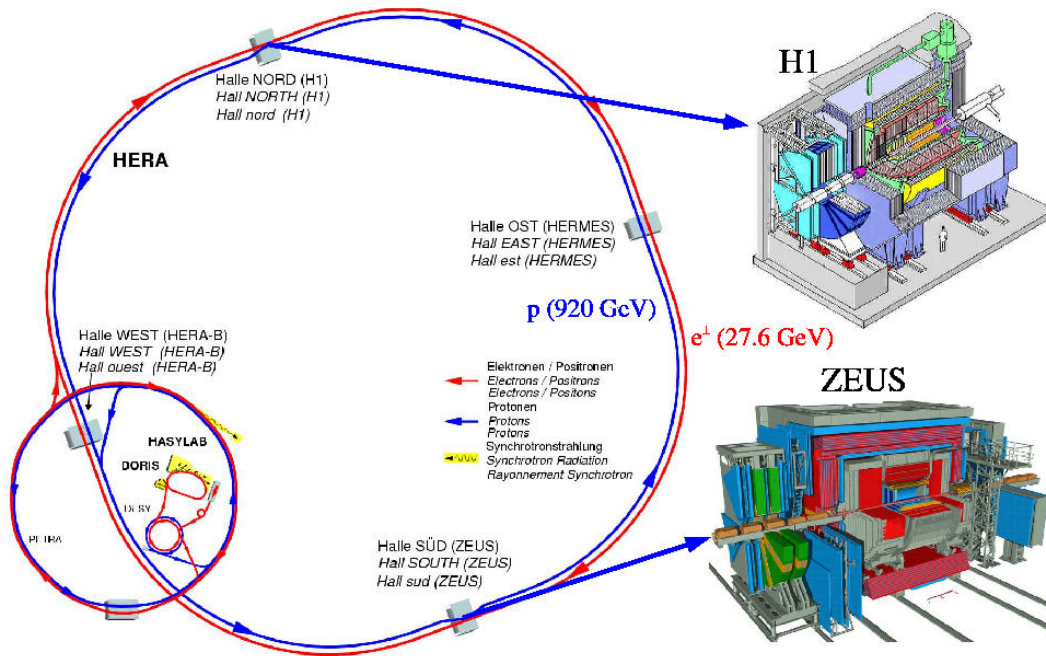 Halle NORD (H1)
Hall NORTH (H1)
Hall nord (H1)
H1
HERA
Halle OST (HERMES)
Hall EAST (HERMES)
Hall est (HERMES)
p (920 GeV)
e± (27.6 GeV)
Halle WEST (HERA-B)
Hall WEST (HERA-B)
Hall ouest (HERA-B)
Elektronen / Positronen
Electrons / Positrons
Electrons / Positons
Protonen
Protons
Protons
Synchrotronstrahlung
Synchrotron Radiation
Rayonnement Synchrotron
ZEUS
HASYLAB
DORIS
DESY
PETRA
Halle SÜD (ZEUS)
Hall SOUTH (ZEUS)
Hall sud (ZEUS)